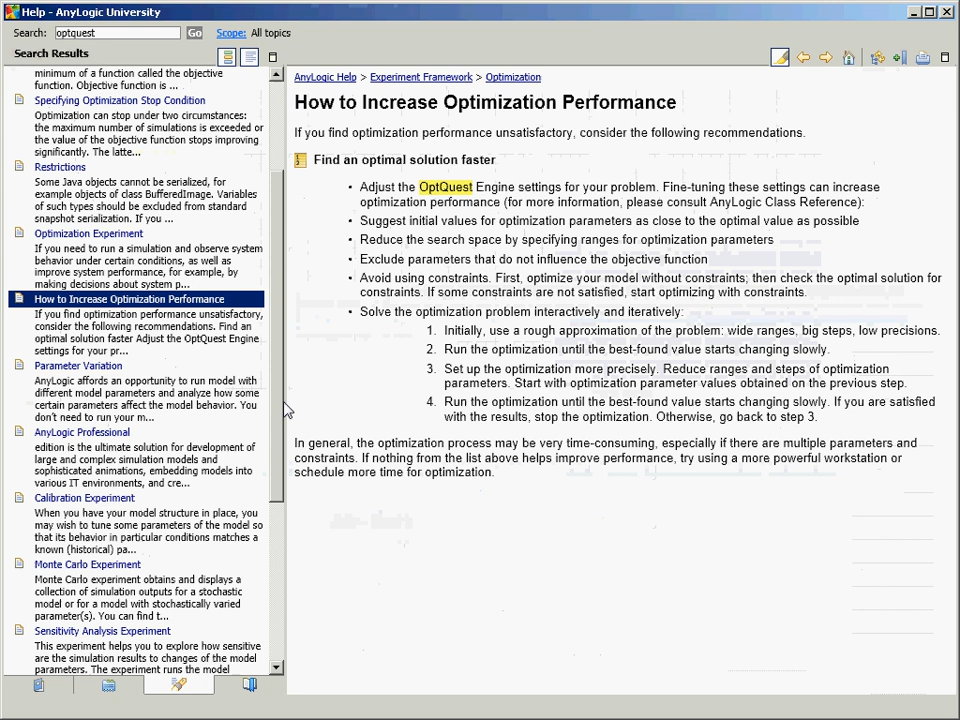 Help - AnyLogic University
Search:
optquest
Go
Scope:
All topics
Search Results
minimum of a function called the objective
function. Objective function is ...
Specifying Optimization Stop Condition
Optimization can stop under two circumstances:
the maximum number of simulations is exceeded or
the value of the objective function stops improving
significantly. The latte...
Restrictions
Some Java objects cannot be serialized, for
example objects of class BufferedImage. Variables
of such types should be excluded from standard
snapshot serialization. If you ...
Optimization Experiment
If you need to run a simulation and observe system
behavior under certain conditions, as well as
improve system performance, for example, by
making decisions about system p...
How to Increase Optimization Performance
If you find optimization performance unsatisfactory,
consider the following recommendations. Find an
optimal solution faster Adjust the OptQuest Engine
settings for your pr...
Parameter Variation
AnyLogic affords an opportunity to run model with
different model parameters and analyze how some
certain parameters affect the model behavior. You
don't need to run your m...
AnyLogic Professional
edition is the ultimate solution for development of
large and complex simulation models and
sophisticated animations, embedding models into
various IT environments, and cre...
Calibration Experiment
When you have your model structure in place, you
may wish to tune some parameters of the model so
that its behavior in particular conditions matches a
known (historical) pa...
Monte Carlo Experiment
Monte Carlo experiment obtains and displays a
collection of simulation outputs for a stochastic
model or for a model with stochastically varied
parameter(s). You can find t...
Sensitivity Analysis Experiment
This experiment helps you to explore how sensitive
are the simulation results to changes of the model
parameters. The experiment runs the model
AnyLogic Help > Experiment Framework > Optimization
How to Increase Optimization Performance
If you find optimization performance unsatisfactory, consider the following recommendations.
Find an optimal solution faster
• Adjust the OptQuest Engine settings for your problem. Fine-tuning these settings can increase
optimization performance (for more information, please consult AnyLogic Class Reference):
• Suggest initial values for optimization parameters as close to the optimal value as possible
• Reduce the search space by specifying ranges for optimization parameters
• Exclude parameters that do not influence the objective function
• Avoid using constraints. First, optimize your model without constraints; then check the optimal solution for
constraints. If some constraints are not satisfied, start optimizing with constraints.
• Solve the optimization problem interactively and iteratively:
1. Initially, use a rough approximation of the problem: wide ranges, big steps, low precisions.
2. Run the optimization until the best-found value starts changing slowly.
3. Set up the optimization more precisely. Reduce ranges and steps of optimization
parameters. Start with optimization parameter values obtained on the previous step.
4. Run the optimization until the best-found value starts changing slowly. If you are satisfied
with the results, stop the optimization. Otherwise, go back to step 3.
In general, the optimization process may be very time-consuming, especially if there are multiple parameters and
constraints. If nothing from the list above helps improve performance, try using a more powerful workstation or
schedule more time for optimization.